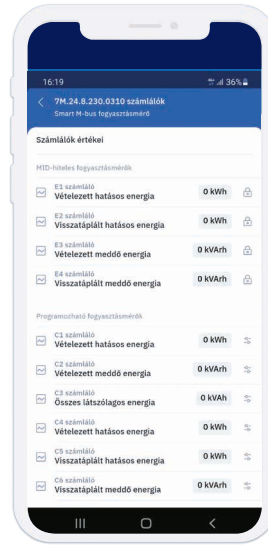 16:19
36%
7M.24.8.230.0310 számlálók
Smart M-bus fogyasztásmérő
Számlálók értékei
MID-hiteles fogyasztásmérők
E1 számláló
Vételezett hatásos energia
0 kWh
E2 számláló
Visszatáplált hatásos energia
0 kWh
E3 számláló
Vételezett meddő energia
0 kVArh
E4 számláló
Visszatáplált meddő energia
0 kVArh
Programozható fogyasztásmérők
C1 számláló
Vételezett hatásos energia
0 kWh
C2 számláló
Vételezett meddő energia
0 kVArh
C3 számláló
Összes látszólagos energia
0 kVAh
C4 számláló
Vételezett hatásos energia
0 kWh
C5 számláló
Visszatáplált hatásos energia
0 kWh
C6 számláló
Visszatáplált meddő energia
0 kVArh